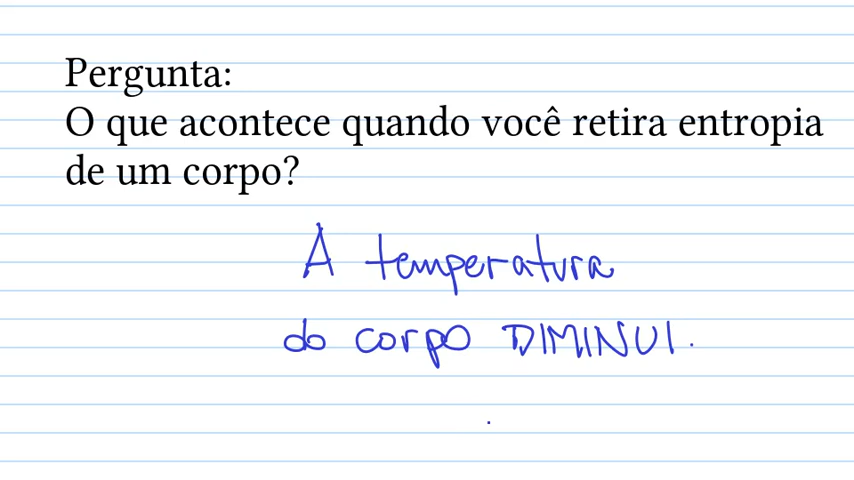 Pergunta:
O que acontece quando você retira entropia
de um corpo?
A temperatura
do corpo DIMINUI.